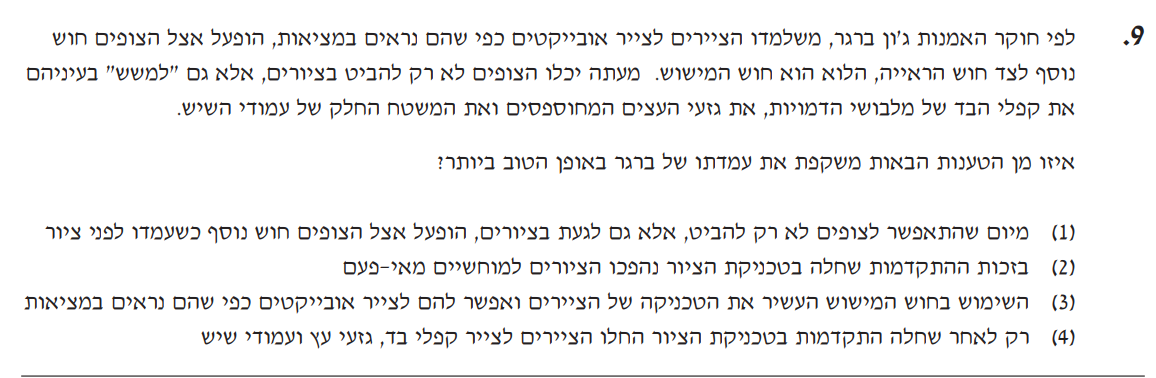 9. לפי חוקר האמנות ג'ון ברגר, משלמדו הציירים לצייר אובייקטים כפי שהם נראים במציאות, הופעל אצל הצופים חוש
נוסף לצד חוש הראייה, הלוא הוא חוש המישוש. מעתה יכלו הצופים לא רק להביט בציורים, אלא גם "למשש" בעיניהם
את קפלי הבד של מלבושי הדמויות, את גזעי העצים המחוספסים ואת המשטח החלק של עמודי השיש.
איזו מן הטענות הבאות משקפת את עמדתו של ברגר באופן הטוב ביותר?
(1) מיום שהתאפשר לצופים לא רק להביט, אלא גם לגעת בציורים, הופעל אצל הצופים חוש נוסף כשעמדו לפני ציור
(2) בזכות ההתקדמות שחלה בטכניקת הציור נהפכו הציורים למוחשיים מאי-פעם
(3) השימוש בחוש המישוש העשיר את הטכניקה של הציירים ואפשר להם לצייר אובייקטים כפי שהם נראים במציאות
(4) רק לאחר שחלה התקדמות בטכניקת הציור החלו הציירים לצייר קפלי בד, גזעי עץ ועמודי שיש